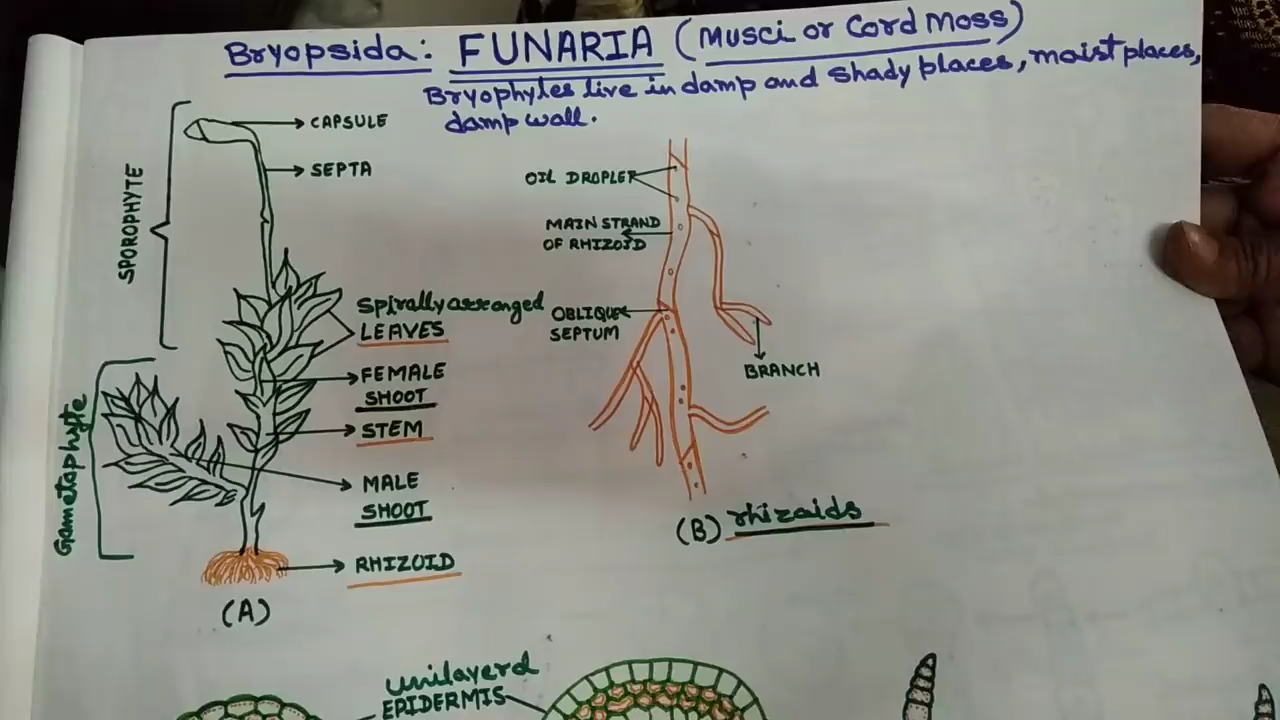 Bryopsida: FUNARIA (Musci or Cord Moss)
Bryophyles live in damp and shady places, moist places,
damp wall.
SPOROPHYTE
CAPSULE
SEPTA
Spirally arranged
LEAVES
FEMALE
SHOOT
STEM
Gametophyte
MALE
SHOOT
RHIZOID
(A)
OIL DROPLET
MAIN STRAND
OF RHIZOID
OBLIQUE
SEPTUM
BRANCH
(B) rhizoids
unilayerd
EPIDERMIS